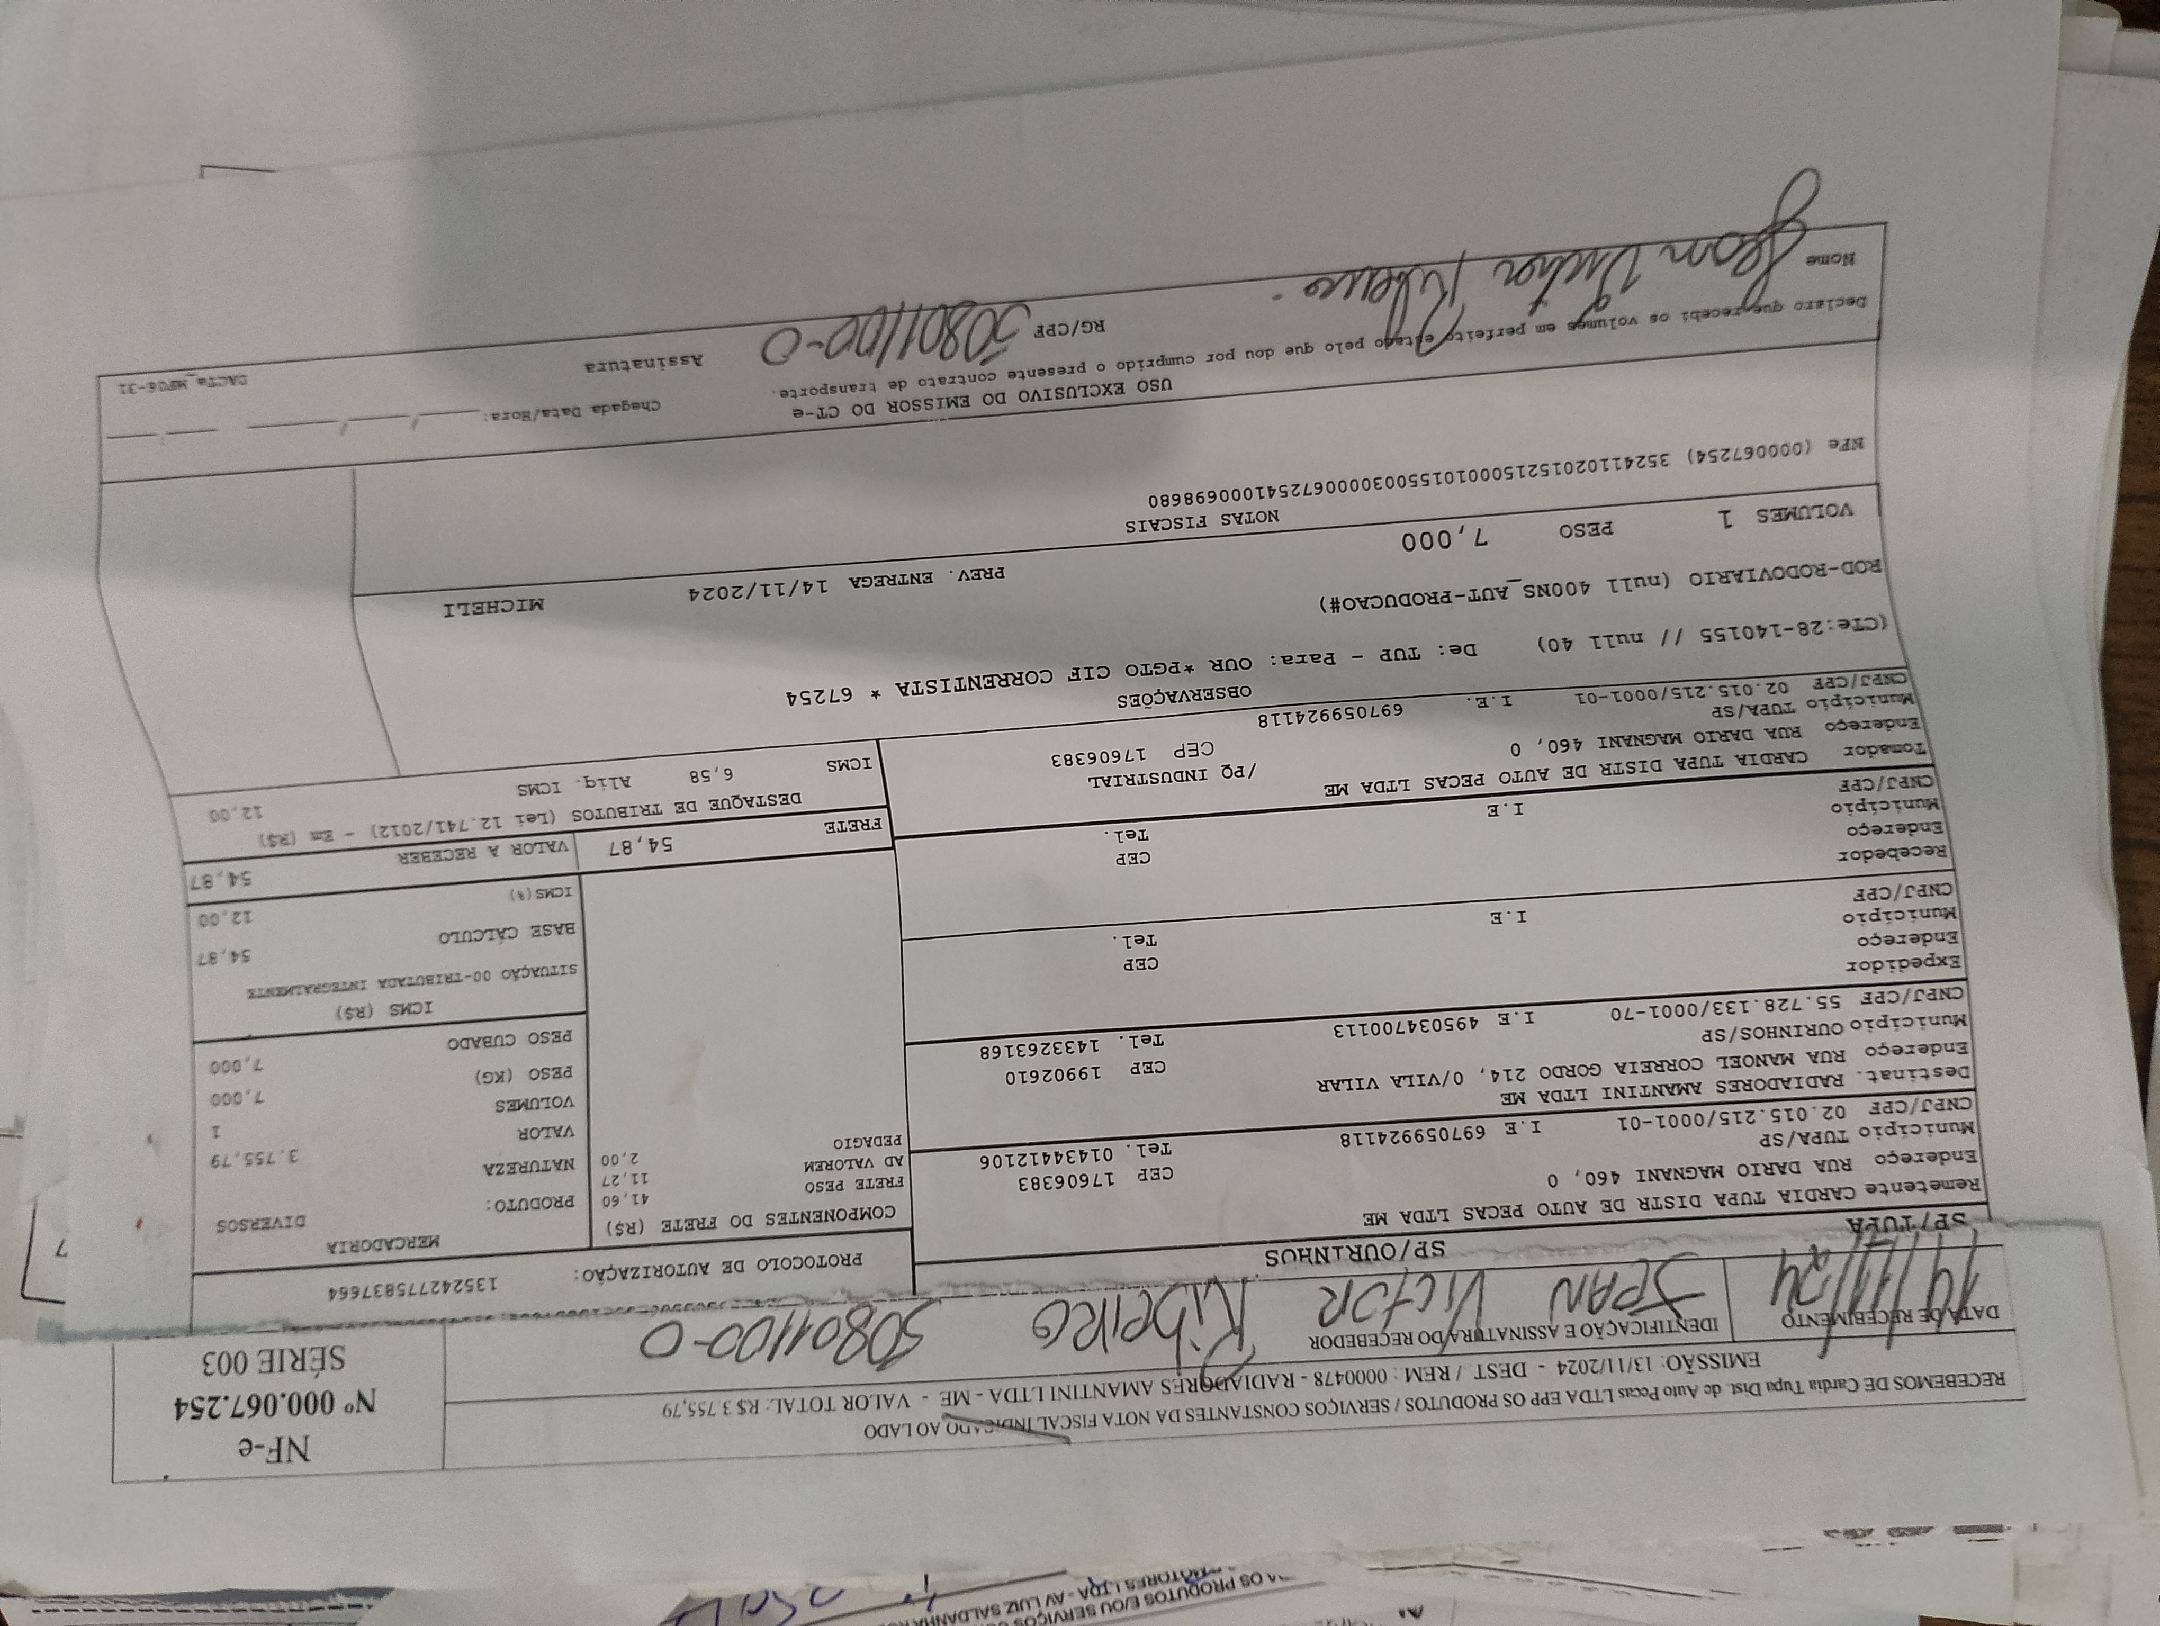 RECEBEMOS DE Cardia Tupa Dist. de Auto Pecas LTDA EPP OS PRODUTOS / SERVIÇOS CONSTANTES DA NOTA FISCAL INDICADO AO LADO
EMISSÃO: 13/11/2024 - DEST / REM : 0000478 - RADIADORES AMANTINI LTDA - ME - VALOR TOTAL: R$ 3.755,79
NF-e
Nº 000.067.254
SÉRIE 003
DATA DE RECEBIMENTO
14/11/24
IDENTIFICAÇÃO E ASSINATURA DO RECEBEDOR
JEAN VICTOR RibeiRO 50801100-0
SP/TUPA
SP/OURINHOS
PROTOCOLO DE AUTORIZAÇÃO: 135242775837664
Remetente CARDIA TUPA DISTR DE AUTO PECAS LTDA ME
Endereço RUA DARIO MAGNANI 460, 0 CEP 17606383
Município TUPA/SP Tel. 01434412106
CNPJ/CPF 02.015.215/0001-01 I.E 697059924118
Destinat. RADIADORES AMANTINI LTDA ME
Endereço RUA MANOEL CORREIA GORDO 214, 0/VILA VILAR CEP 19902610
Município OURINHOS/SP Tel. 1433263168
CNPJ/CPF 55.728.133/0001-70 I.E 495034700113
Expedidor
Endereço CEP
Município Tel.
CNPJ/CPF I.E
Recebedor
Endereço CEP
Município Tel.
CNPJ/CPF I.E
Tomador CARDIA TUPA DISTR DE AUTO PECAS LTDA ME
Endereço RUA DARIO MAGNANI 460, 0 /PQ INDUSTRIAL
Município TUPA/SP CEP 17606383
CNPJ/CPF 02.015.215/0001-01 I.E. 697059924118
COMPONENTES DO FRETE (R$)
FRETE PESO 41,60
AD VALOREM 11,27
PEDAGIO 2,00
MERCADORIA
PRODUTO: DIVERSOS
NATUREZA
VALOR 3.755,79
VOLUMES 1
PESO (KG) 7,000
PESO CUBADO 7,000
ICMS (R$)
SITUAÇÃO 00-TRIBUTADA INTEGRALMENTE
BASE CÁLCULO 54,87
ICMS(%) 12,00
FRETE 54,87
VALOR A RECEBER 54,87
DESTAQUE DE TRIBUTOS (Lei 12.741/2012) - Em (R$)
ICMS 6,58 Aliq. ICMS 12,00
OBSERVAÇÕES
(CTe:28-140155 // null 40) De: TUP - Para: OUR *PGTO CIF CORRENTISTA * 67254
ROD-RODOVIARIO (null 400NS_AUT-PRODUCAO#)
VOLUMES 1 PESO 7,000 PREV. ENTREGA 14/11/2024 MICHELI
NOTAS FISCAIS
NFe (000067254) 35241102015215000101550030000672541000698680
USO EXCLUSIVO DO EMISSOR DO CT-e
Declaro que recebi os volumes em perfeito estado pelo que dou por cumprido o presente contrato de transporte.
Chegada Data/Hora: ___/___/___ ___:___
Nome Jean Victor Ribeiro
RG/CPF 50801100-0
Assinatura
DACTe_MP06-31
7